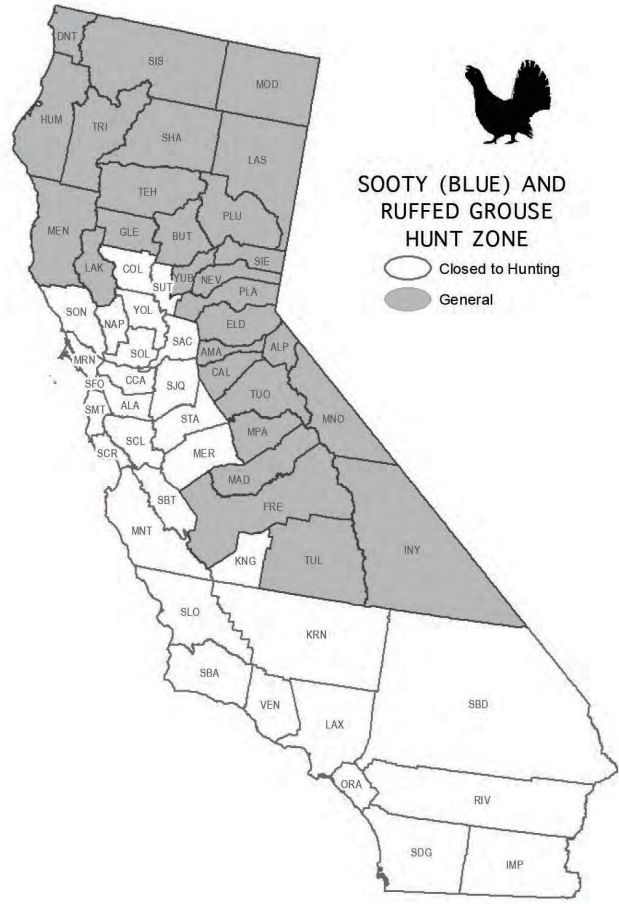 DNT
SIS
MOD
HUM
TRI
SHA
LAS
TEH
PLU
MEN
GLE
BUT
LAK
COL
SUT
YUB
NEV
SIE
PLA
SON
NAP
YOL
SAC
ELD
ALP
MRN
SOL
AMA
CAL
SFO
CCA
SJQ
TUO
MNO
SMT
ALA
STA
MPA
SCR
SCL
MER
MAD
SBT
FRE
MNT
KNG
TUL
INY
SLO
KRN
SBA
VEN
LAX
SBD
ORA
RIV
SDG
IMP
SOOTY (BLUE) AND
RUFFED GROUSE
HUNT ZONE
Closed to Hunting
General